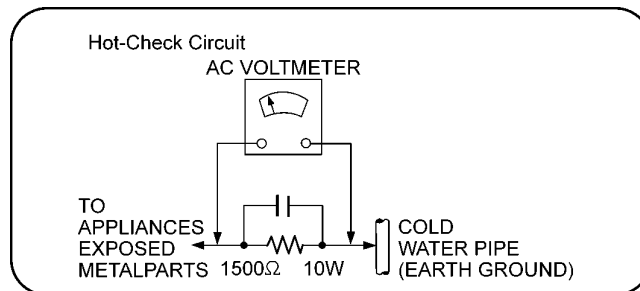 Hot-Check Circuit
AC VOLTMETER
TO
APPLIANCES
EXPOSED
METALPARTS
1500Ω 10W
COLD
WATER PIPE
(EARTH GROUND)